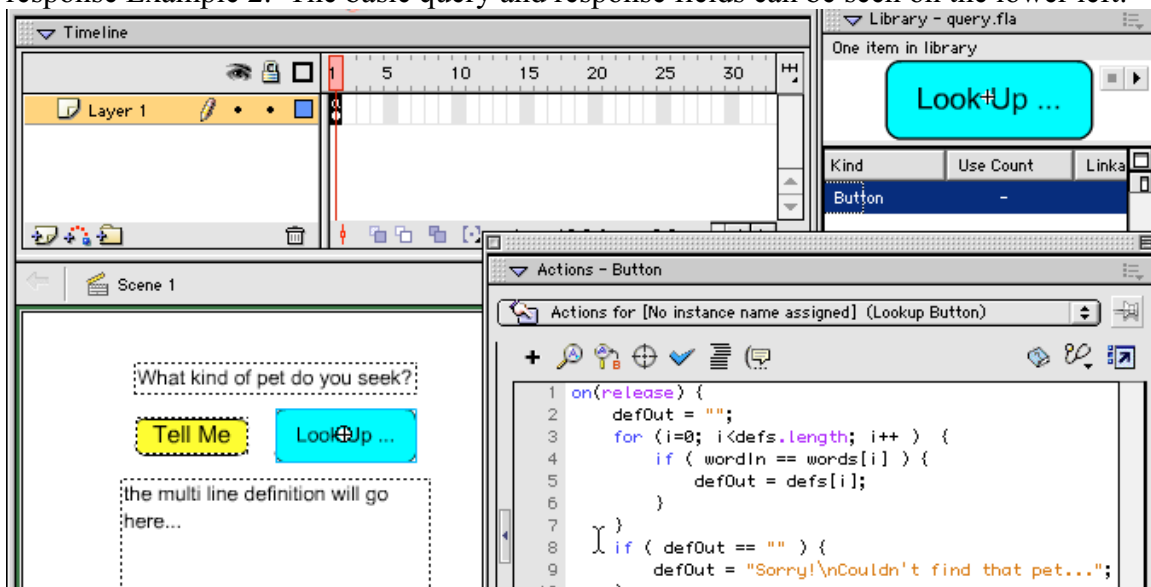 response Example 2. The basic query and response fields can be seen on the lower left.
Timeline
1 5 10 15 20 25 30
Layer 1
Library - query.fla
One item in library
Look Up ...
Kind Use Count Linka
Button -
Scene 1
What kind of pet do you seek?
Tell Me Look Up ...
the multi line definition will go
here...
Actions - Button
Actions for [No instance name assigned] (Lookup Button)
1 on(release) {
2 defOut = "";
3 for (i=0; i<defs.length; i++ ) {
4 if ( wordIn == words[i] ) {
5 defOut = defs[i];
6 }
7 }
8 if ( defOut == "" ) {
9 defOut = "Sorry!\nCouldn't find that pet...";